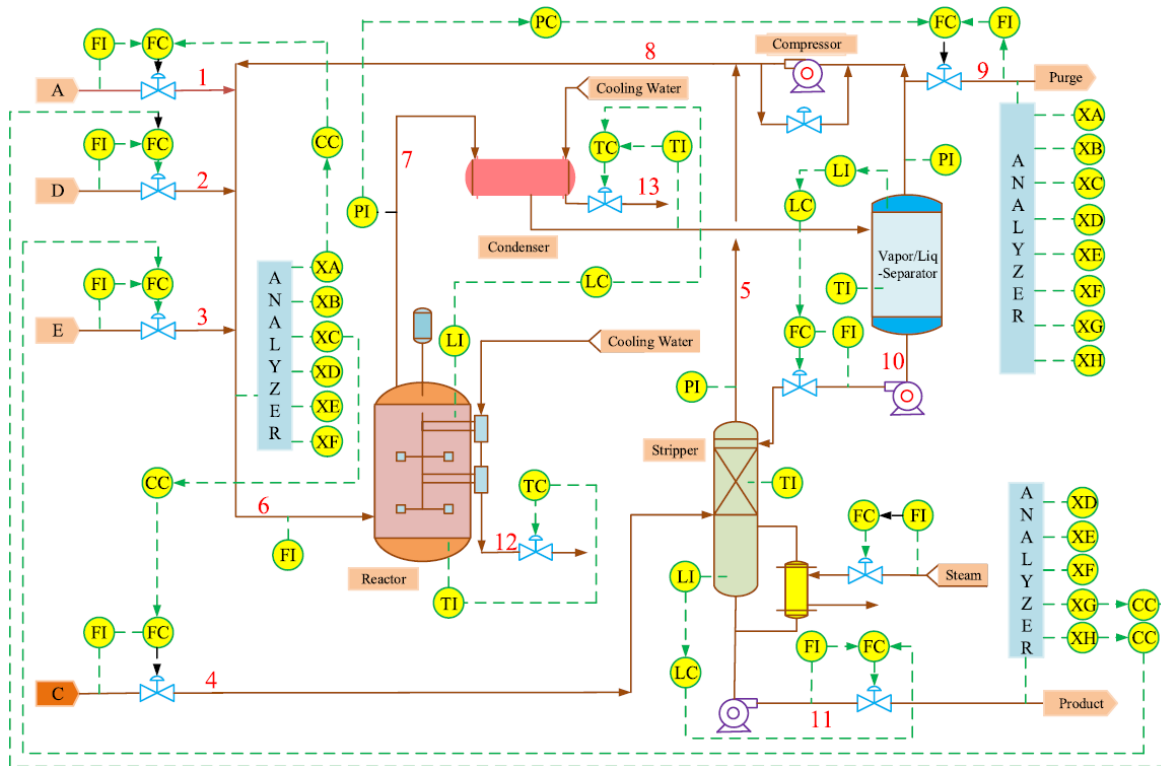 PC
FC
FI
FI
FC
8
Compressor
A
1
9
Purge
Cooling Water
XA
FI
FC
CC
TC
TI
XB
7
PI
LI
D
2
XC
13
LC
PI
XD
Condenser
Vapor/Liq
-Separator
XE
FI
FC
XA
5
LC
TI
XF
E
3
XB
XG
FC
FI
XC
LI
Cooling Water
10
XH
ANALYZER
XD
ANALYZER
XE
PI
XF
Stripper
CC
TC
TI
XD
6
FC
FI
XE
FI
12
XF
Reactor
LI
Steam
TI
XG
CC
ANALYZER
FI
FC
XH
CC
FI
FC
LC
C
4
11
Product